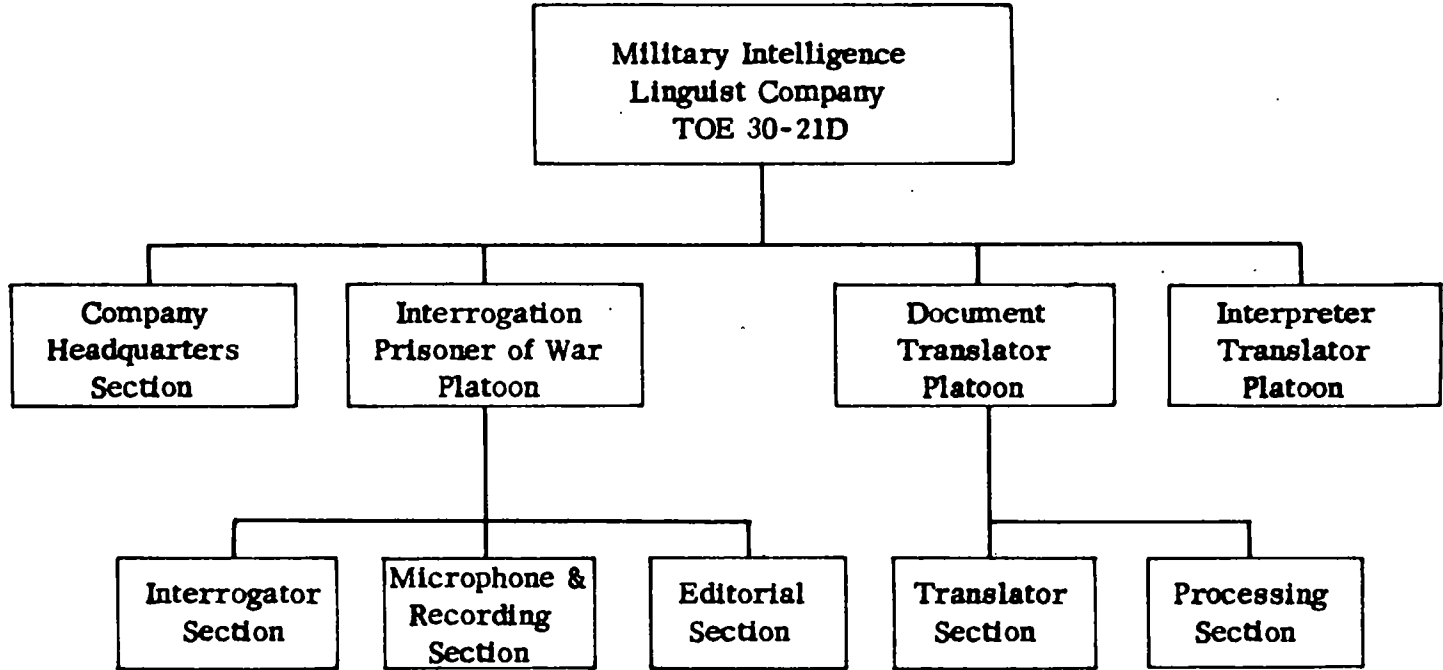 Military Intelligence
Linguist Company
TOE 30-21D
Company
Headquarters
Section
Interrogation
Prisoner of War
Platoon
Document
Translator
Platoon
Interpreter
Translator
Platoon
Interrogator
Section
Microphone &
Recording
Section
Editorial
Section
Translator
Section
Processing
Section